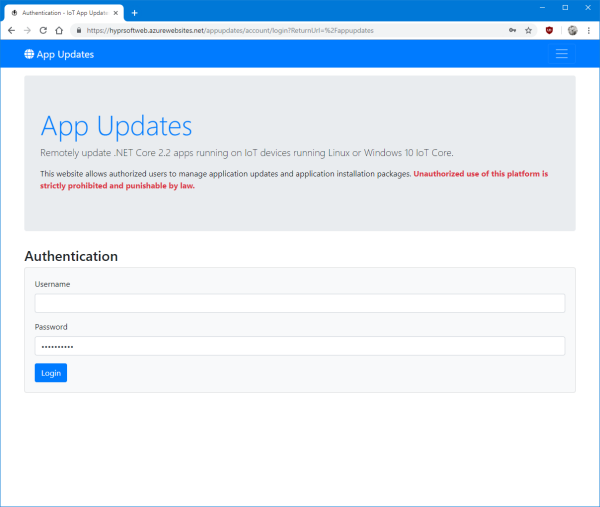 Authentication - IoT App Update
https://hyprsoftweb.azurewebsites.net/appupdates/account/login?ReturnUrl=%2Fappupdates
App Updates
App Updates
Remotely update .NET Core 2.2 apps running on IoT devices running Linux or Windows 10 IoT Core.
This website allows authorized users to manage application updates and application installation packages. Unauthorized use of this platform is
strictly prohibited and punishable by law.
Authentication
Username
Password
••••••••••
Login